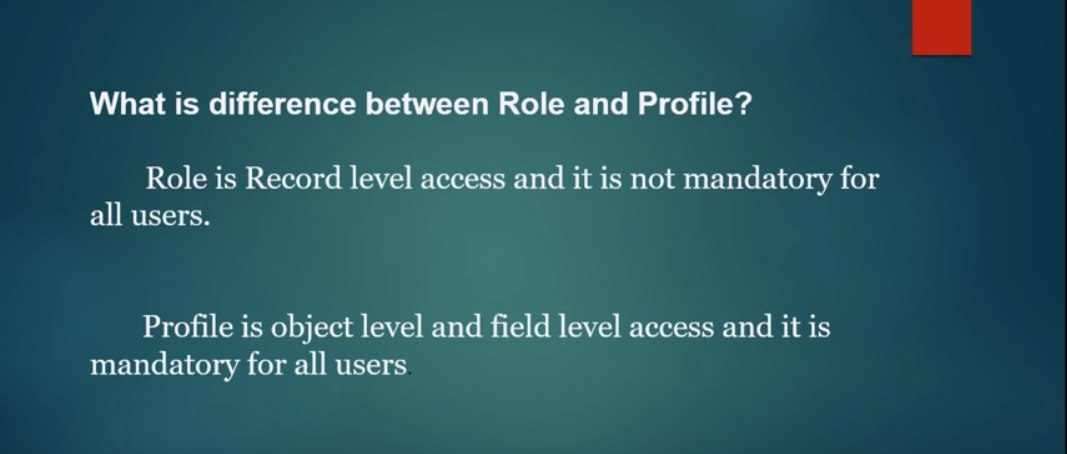 What is difference between Role and Profile?
Role is Record level access and it is not mandatory for
all users.
Profile is object level and field level access and it is
mandatory for all users.